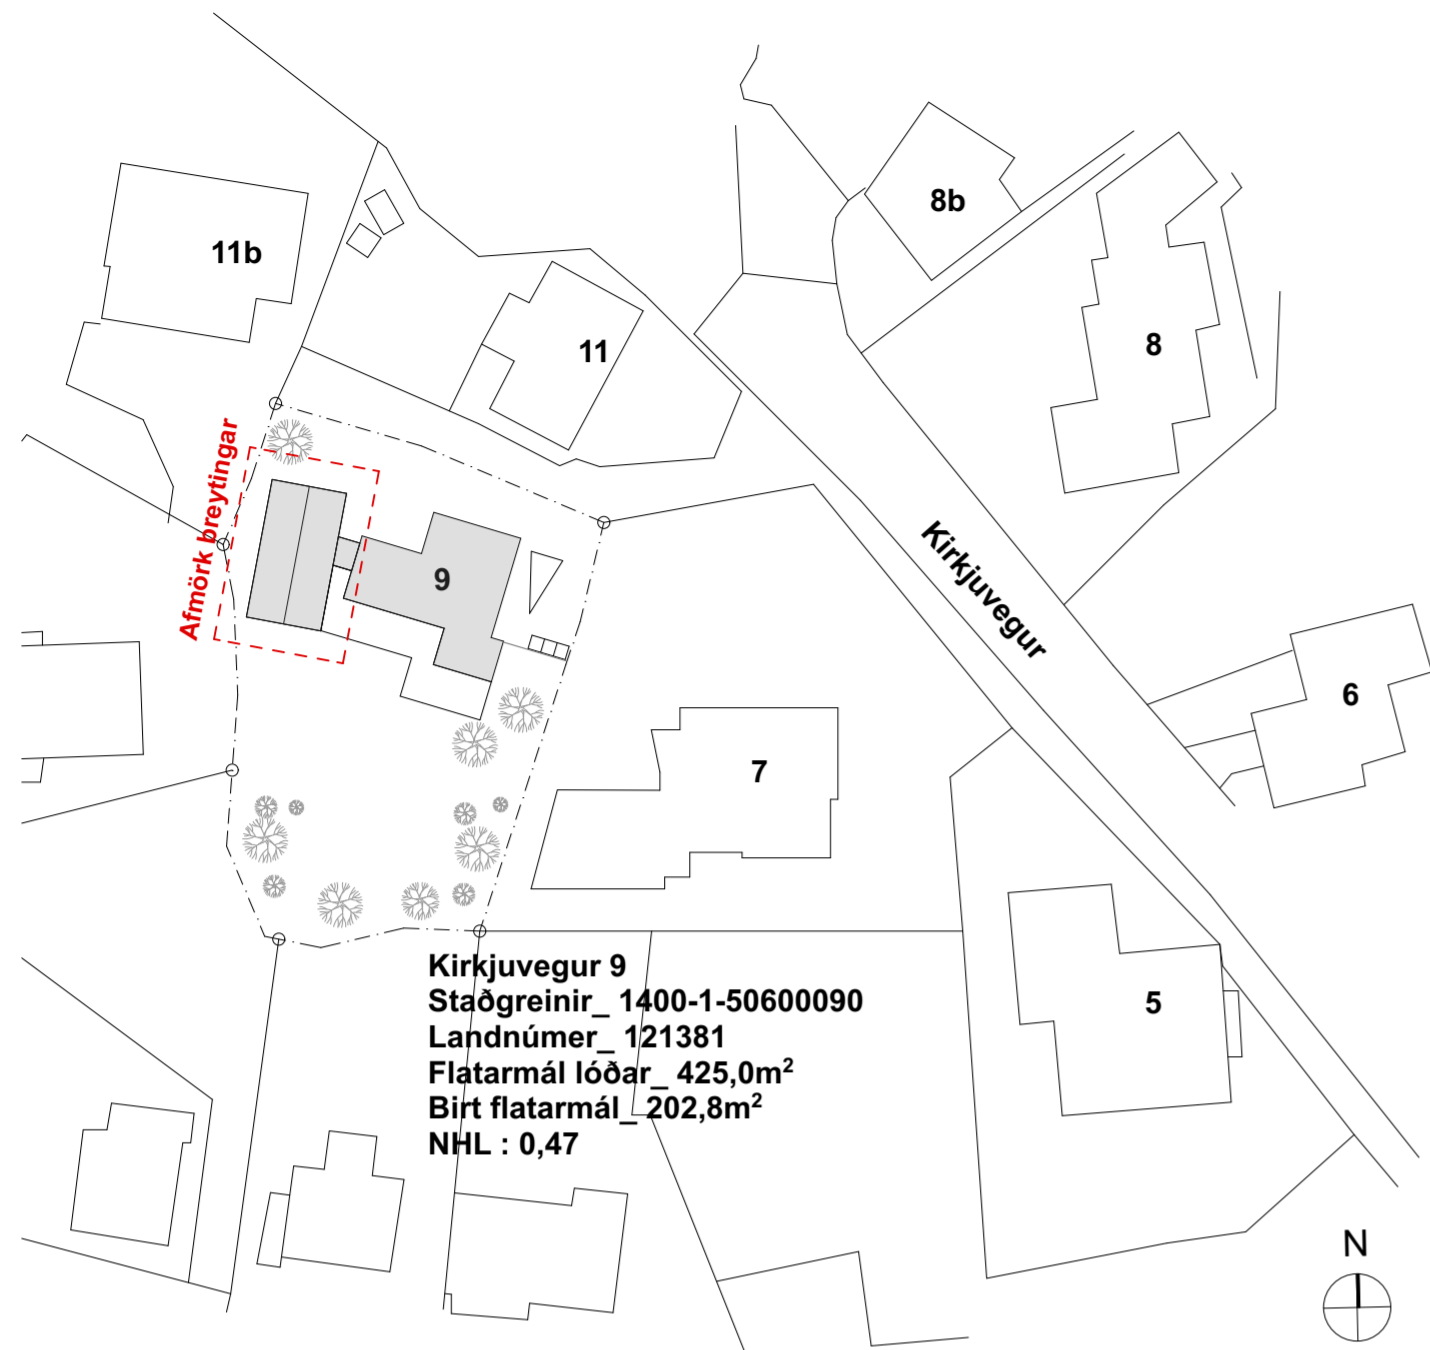 8b
11b
8
11
Afmörk breytingar
9
Kirkjuvegur
6
7
Kirkjuvegur 9
Staðgreinir_ 1400-1-50600090
Landnúmer_ 121381
Flatarmál lóðar_ 425,0m²
Birt flatarmál_ 202,8m²
NHL : 0,47
5
N